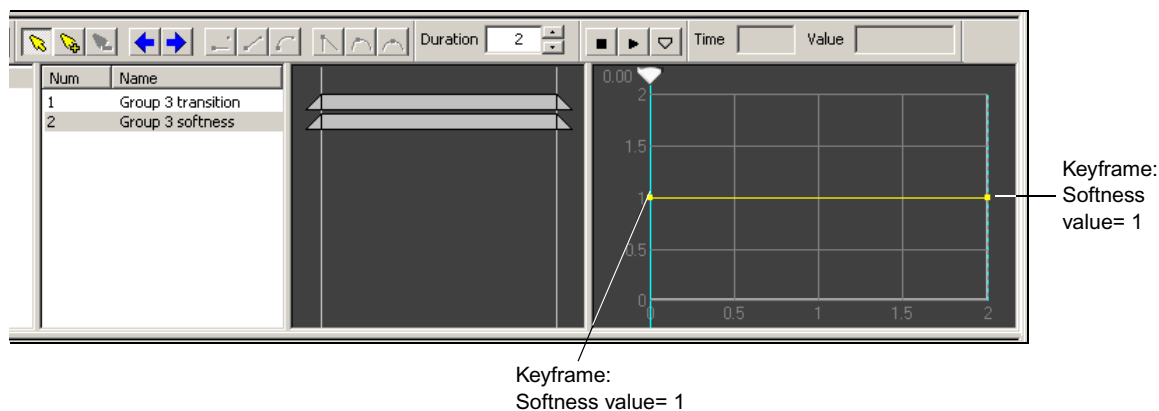 Duration 2 Time Value
Num Name
1 Group 3 transition
2 Group 3 softness
0.00
2
1.5
1
0.5
0
0 0.5 1 1.5 2
Keyframe:
Softness
value= 1
Keyframe:
Softness value= 1